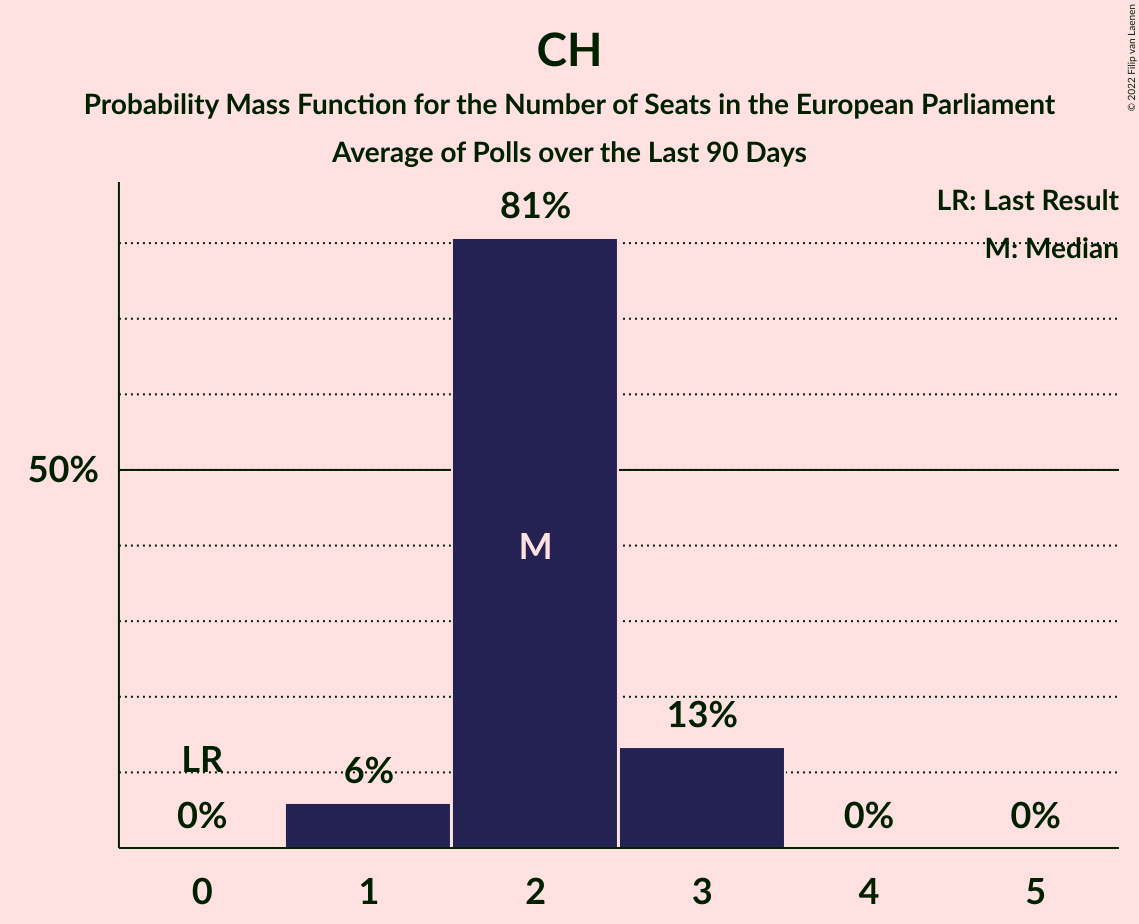 CH
Probability Mass Function for the Number of Seats in the European Parliament
Average of Polls over the Last 90 Days
© 2022 Filip van Laenen
LR: Last Result
M: Median
81%
50%
M
13%
LR
6%
0%
0%
0%
0 1 2 3 4 5